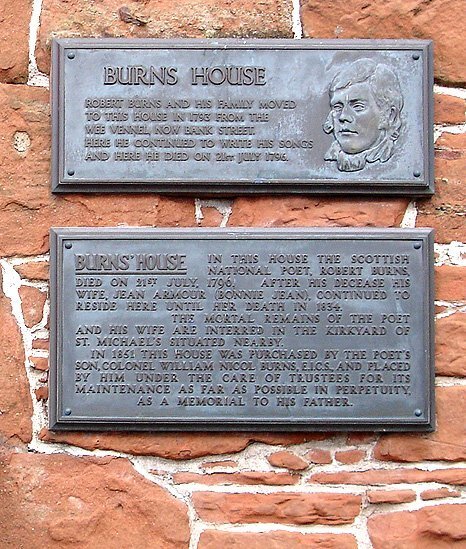 BURNS HOUSE
ROBERT BURNS AND HIS FAMILY MOVED
TO THIS HOUSE IN 1793 FROM THE
WEE VENNEL, NOW BANK STREET.
HERE HE CONTINUED TO WRITE HIS SONGS
AND HERE HE DIED ON 21ST JULY 1796.
BURNS' HOUSE IN THIS HOUSE THE SCOTTISH
NATIONAL POET, ROBERT BURNS,
DIED ON 21ST JULY, 1796. AFTER HIS DECEASE HIS
WIFE, JEAN ARMOUR (BONNIE JEAN), CONTINUED TO
RESIDE HERE UNTIL HER DEATH IN 1834.
THE MORTAL REMAINS OF THE POET
AND HIS WIFE ARE INTERRED IN THE KIRKYARD OF
ST. MICHAEL'S SITUATED NEARBY.
IN 1851 THIS HOUSE WAS PURCHASED BY THE POET'S
SON, COLONEL WILLIAM NICOL BURNS, E.I.C.S., AND PLACED
BY HIM UNDER THE CARE OF TRUSTEES FOR ITS
MAINTENANCE AS FAR AS POSSIBLE IN PERPETUITY,
AS A MEMORIAL TO HIS FATHER.